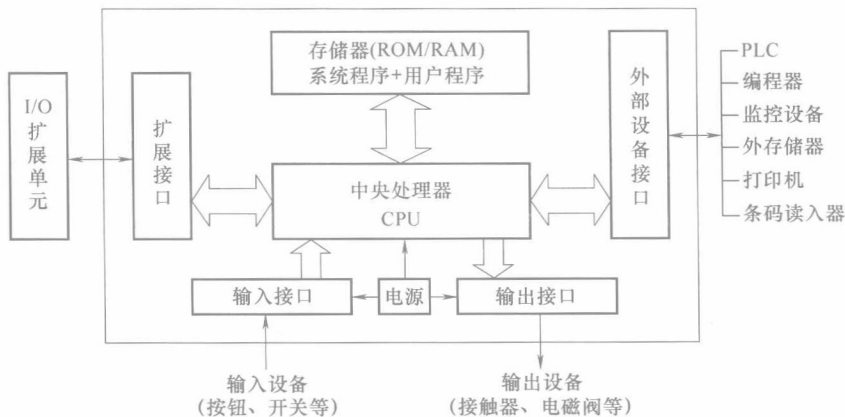 存储器(ROM/RAM)
系统程序+用户程序
I/O
扩
展
单
元
扩
展
接
口
中央处理器
CPU
外
部
设
备
接
口
PLC
编程器
监控设备
外存储器
打印机
条码读入器
输入接口
电源
输出接口
输入设备
(按钮、开关等)
输出设备
(接触器、电磁阀等)